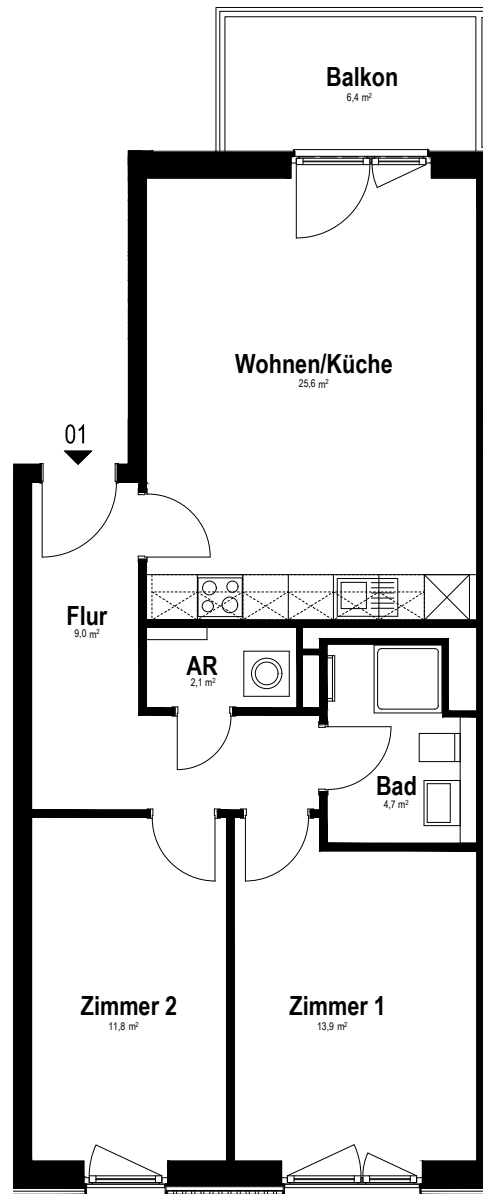 Balkon
6,4 m²
Wohnen/Küche
25,6 m²
01
Flur
9,0 m²
AR
2,1 m²
Bad
4,7 m²
Zimmer 2
11,8 m²
Zimmer 1
13,9 m²